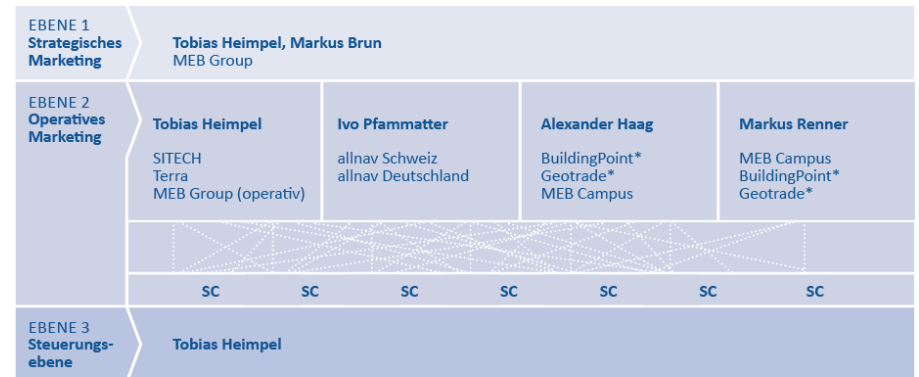 EBENE 1
Strategisches
Marketing
Tobias Heimpel, Markus Brun
MEB Group
EBENE 2
Operatives
Marketing
Tobias Heimpel
SITECH
Terra
MEB Group (operativ)
Ivo Pfammatter
allnav Schweiz
allnav Deutschland
Alexander Haag
BuildingPoint*
Geotrade*
MEB Campus
Markus Renner
MEB Campus
BuildingPoint*
Geotrade*
SC SC SC SC SC SC SC
EBENE 3
Steuerungs-
ebene
Tobias Heimpel